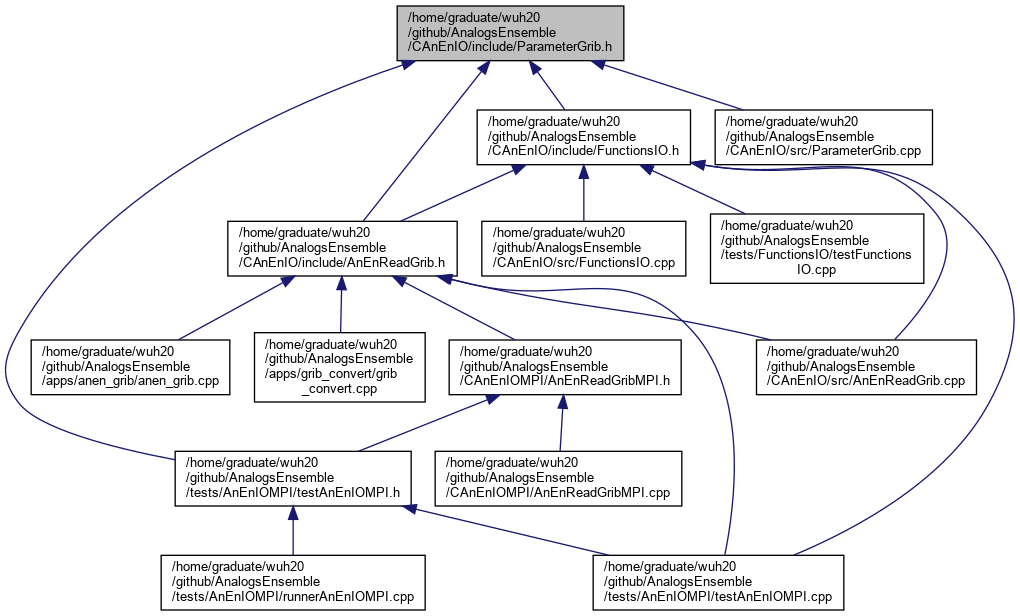 /home/graduate/wuh20
/github/AnalogsEnsemble
/CAnEnIO/include/ParameterGrib.h
/home/graduate/wuh20
/github/AnalogsEnsemble
/CAnEnIO/include/FunctionsIO.h
/home/graduate/wuh20
/github/AnalogsEnsemble
/CAnEnIO/src/ParameterGrib.cpp
/home/graduate/wuh20
/github/AnalogsEnsemble
/CAnEnIO/include/AnEnReadGrib.h
/home/graduate/wuh20
/github/AnalogsEnsemble
/CAnEnIO/src/FunctionsIO.cpp
/home/graduate/wuh20
/github/AnalogsEnsemble
/tests/FunctionsIO/testFunctions
IO.cpp
/home/graduate/wuh20
/github/AnalogsEnsemble
/apps/anen_grib/anen_grib.cpp
/home/graduate/wuh20
/github/AnalogsEnsemble
/apps/grib_convert/grib
_convert.cpp
/home/graduate/wuh20
/github/AnalogsEnsemble
/CAnEnIOMPI/AnEnReadGribMPI.h
/home/graduate/wuh20
/github/AnalogsEnsemble
/CAnEnIO/src/AnEnReadGrib.cpp
/home/graduate/wuh20
/github/AnalogsEnsemble
/tests/AnEnIOMPI/testAnEnIOMPI.h
/home/graduate/wuh20
/github/AnalogsEnsemble
/CAnEnIOMPI/AnEnReadGribMPI.cpp
/home/graduate/wuh20
/github/AnalogsEnsemble
/tests/AnEnIOMPI/runnerAnEnIOMPI.cpp
/home/graduate/wuh20
/github/AnalogsEnsemble
/tests/AnEnIOMPI/testAnEnIOMPI.cpp